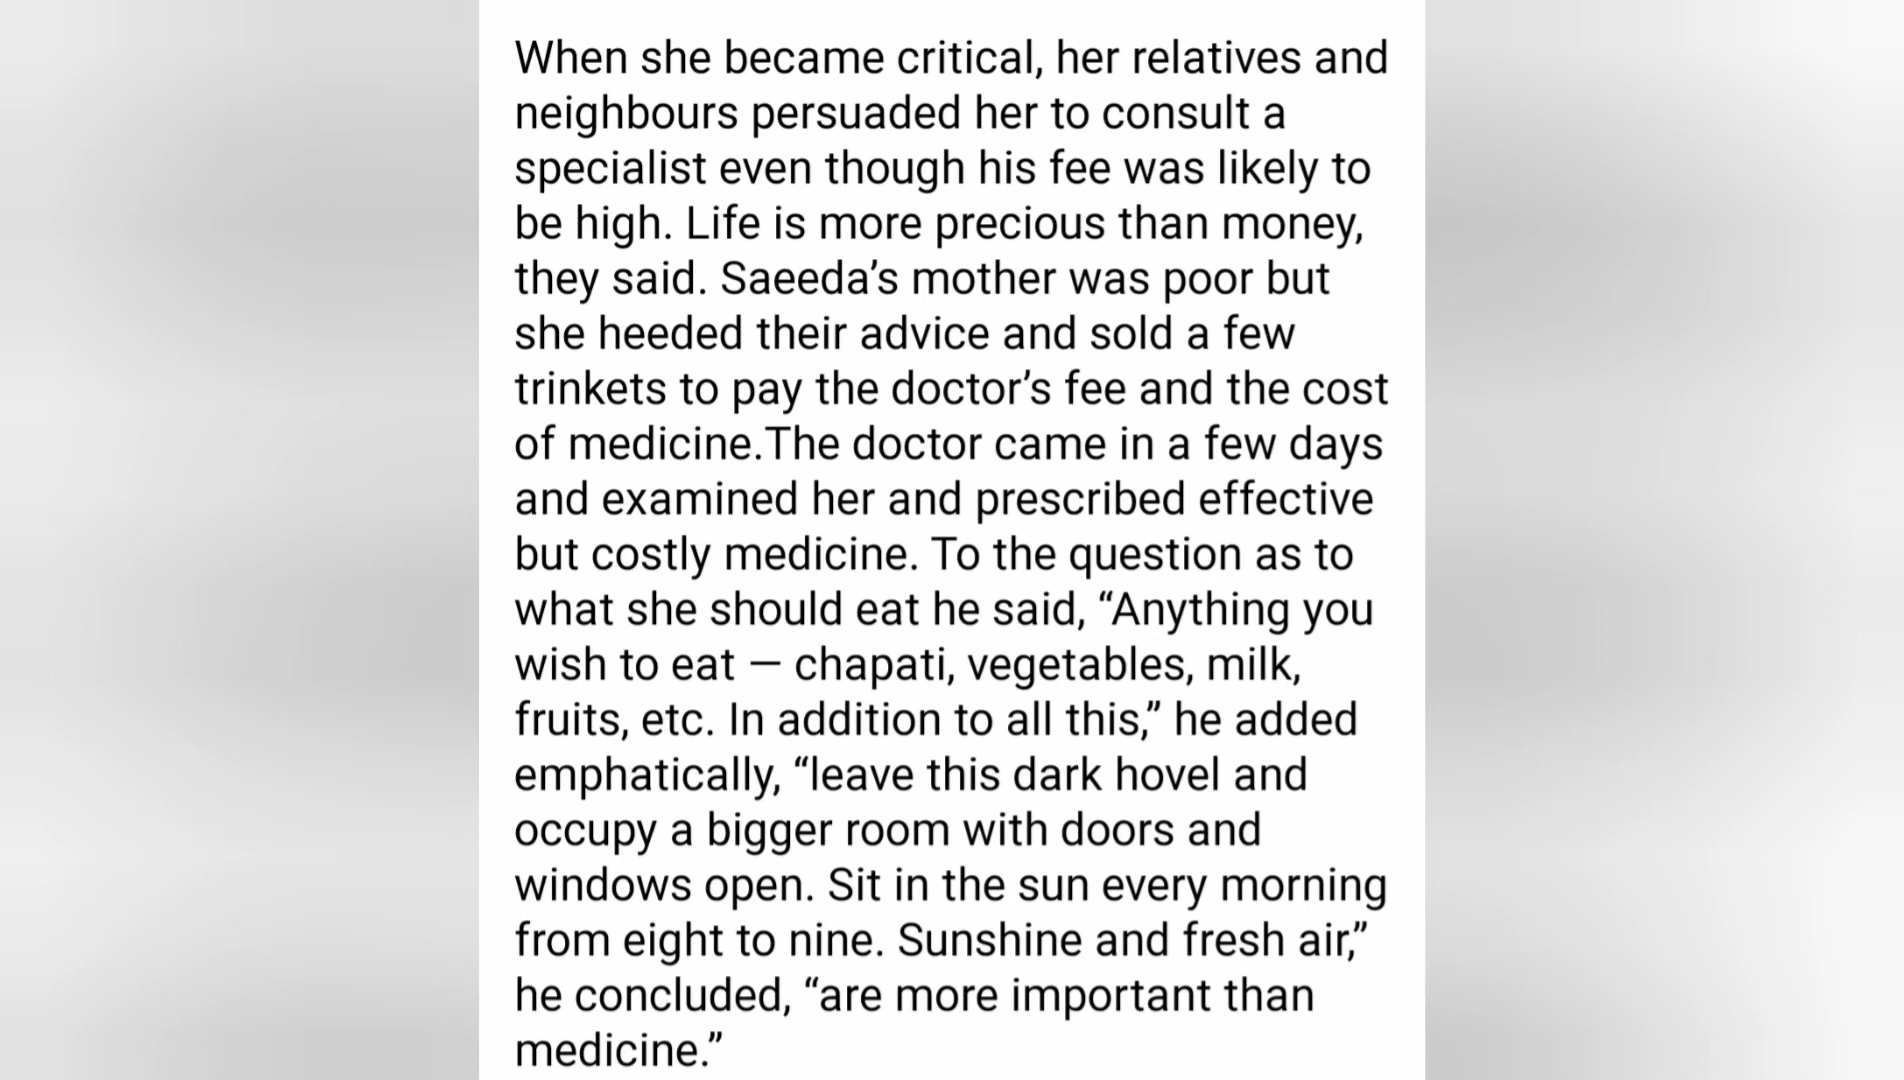 When she became critical, her relatives and
neighbours persuaded her to consult a
specialist even though his fee was likely to
be high. Life is more precious than money,
they said. Saeeda’s mother was poor but
she heeded their advice and sold a few
trinkets to pay the doctor’s fee and the cost
of medicine.The doctor came in a few days
and examined her and prescribed effective
but costly medicine. To the question as to
what she should eat he said, “Anything you
wish to eat — chapati, vegetables, milk,
fruits, etc. In addition to all this,” he added
emphatically, “leave this dark hovel and
occupy a bigger room with doors and
windows open. Sit in the sun every morning
from eight to nine. Sunshine and fresh air,”
he concluded, “are more important than
medicine.”